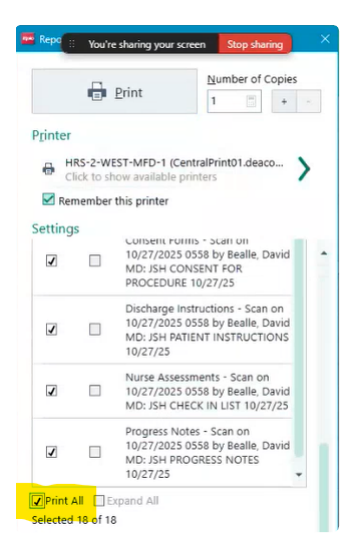 Epic Repo
You're sharing your screen Stop sharing
Print
Number of Copies
1
+ -
Printer
HRS-2-WEST-MFD-1 (CentralPrint01.deaco...
Click to show available printers
Remember this printer
Settings
Consent Forms - Scan on
10/27/2025 0558 by Bealle, David
MD: JSH CONSENT FOR
PROCEDURE 10/27/25
Discharge Instructions - Scan on
10/27/2025 0558 by Bealle, David
MD: JSH PATIENT INSTRUCTIONS
10/27/25
Nurse Assessments - Scan on
10/27/2025 0558 by Bealle, David
MD: JSH CHECK IN LIST 10/27/25
Progress Notes - Scan on
10/27/2025 0558 by Bealle, David
MD: JSH PROGRESS NOTES
10/27/25
Print All Expand All
Selected 18 of 18